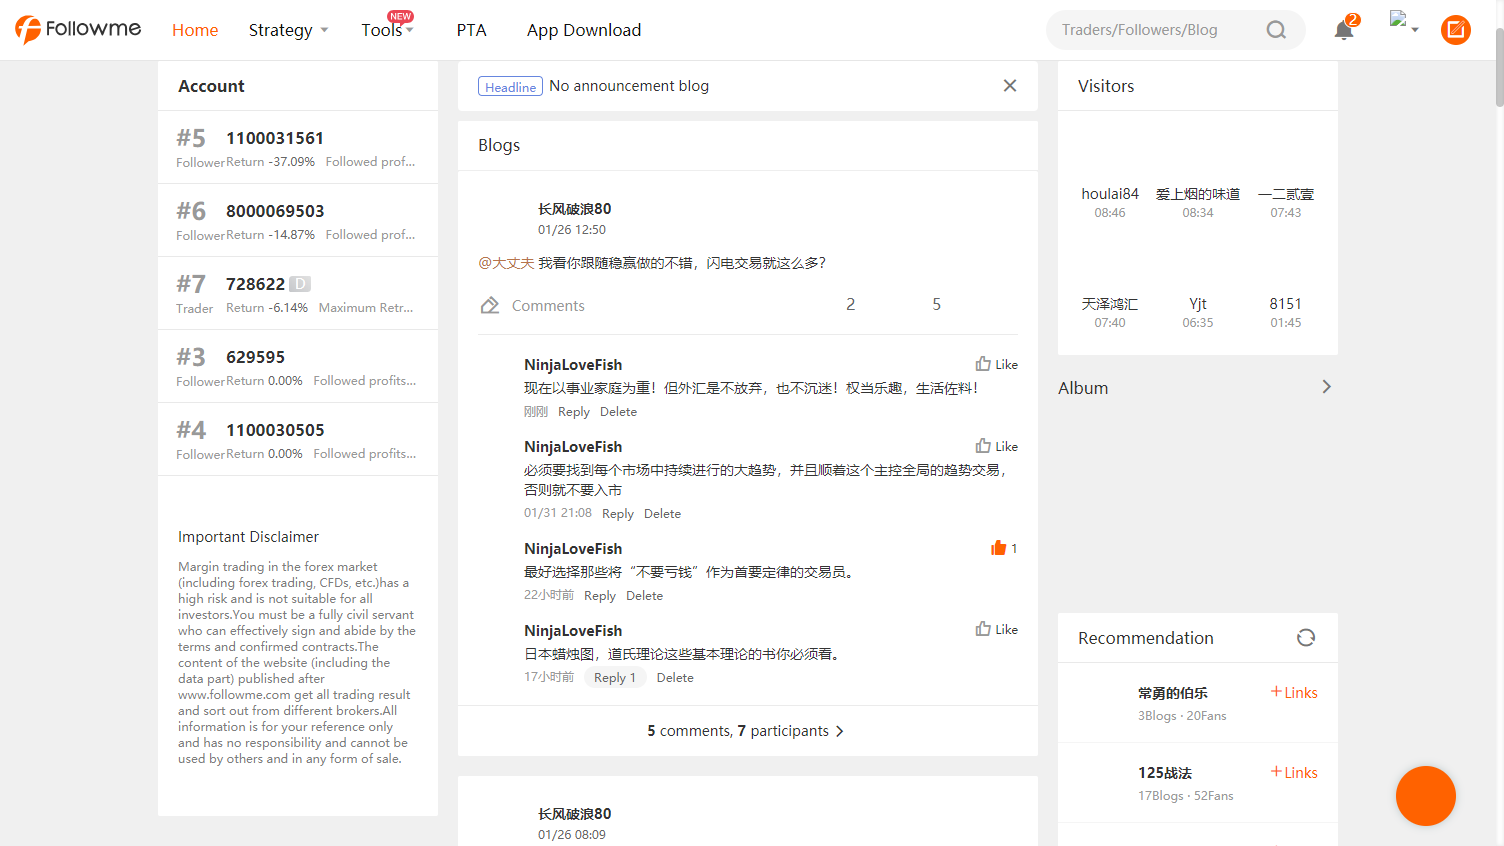 Followme
Home
Strategy
Tools
NEW
PTA
App Download
Traders/Followers/Blog
2
Account
#5
1100031561
Follower
Return -37.09%
Followed prof...
#6
8000069503
Follower
Return -14.87%
Followed prof...
#7
728622
D
Trader
Return -6.14%
Maximum Retr...
#3
629595
Follower
Return 0.00%
Followed profits...
#4
1100030505
Follower
Return 0.00%
Followed profits...
Important Disclaimer
Margin trading in the forex market
(including forex trading, CFDs, etc.)has a
high risk and is not suitable for all
investors.You must be a fully civil servant
who can effectively sign and abide by the
terms and confirmed contracts.The
content of the website (including the
data part) published after
www.followme.com get all trading result
and sort out from different brokers.All
information is for your reference only
and has no responsibility and cannot be
used by others and in any form of sale.
Headline
No announcement blog
Blogs
长风破浪80
01/26 12:50
@大丈夫 我看你跟随稳赢做的不错，闪电交易就这么多?
Comments
2
5
NinjaLoveFish
Like
现在以事业家庭为重！但外汇是不放弃，也不沉迷！权当乐趣，生活佐料！
刚刚
Reply
Delete
NinjaLoveFish
Like
必须要找到每个市场中持续进行的大趋势，并且顺着这个主控全局的趋势交易，
否则就不要入市
01/31 21:08
Reply
Delete
NinjaLoveFish
1
最好选择那些将“不要亏钱”作为首要定律的交易员。
22小时前
Reply
Delete
NinjaLoveFish
Like
日本蜡烛图，道氏理论这些基本理论的书你必须看。
17小时前
Reply 1
Delete
5 comments, 7 participants
长风破浪80
01/26 08:09
Visitors
houlai84
爱上烟的味道
一二贰壹
08:46
08:34
07:43
天泽鸿汇
Yjt
8151
07:40
06:35
01:45
Album
Recommendation
常勇的伯乐
3Blogs · 20Fans
+Links
125战法
17Blogs · 52Fans
+Links